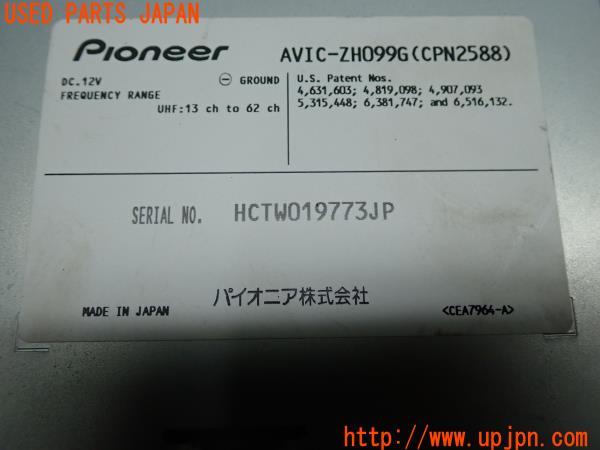 USED PARTS JAPAN
Pioneer
AVIC-ZH099G(CPN2588)
DC.12V
⊖ GROUND
FREQUENCY RANGE
UHF:13 ch to 62 ch
U.S. Patent Nos.
4,631,603; 4,819,098; 4,907,093
5,315,448; 6,381,747; and 6,516,132.
SERIAL NO. HCTW019773JP
パイオニア株式会社
MADE IN JAPAN
<CEA7964-A>
http://www.upjpn.com